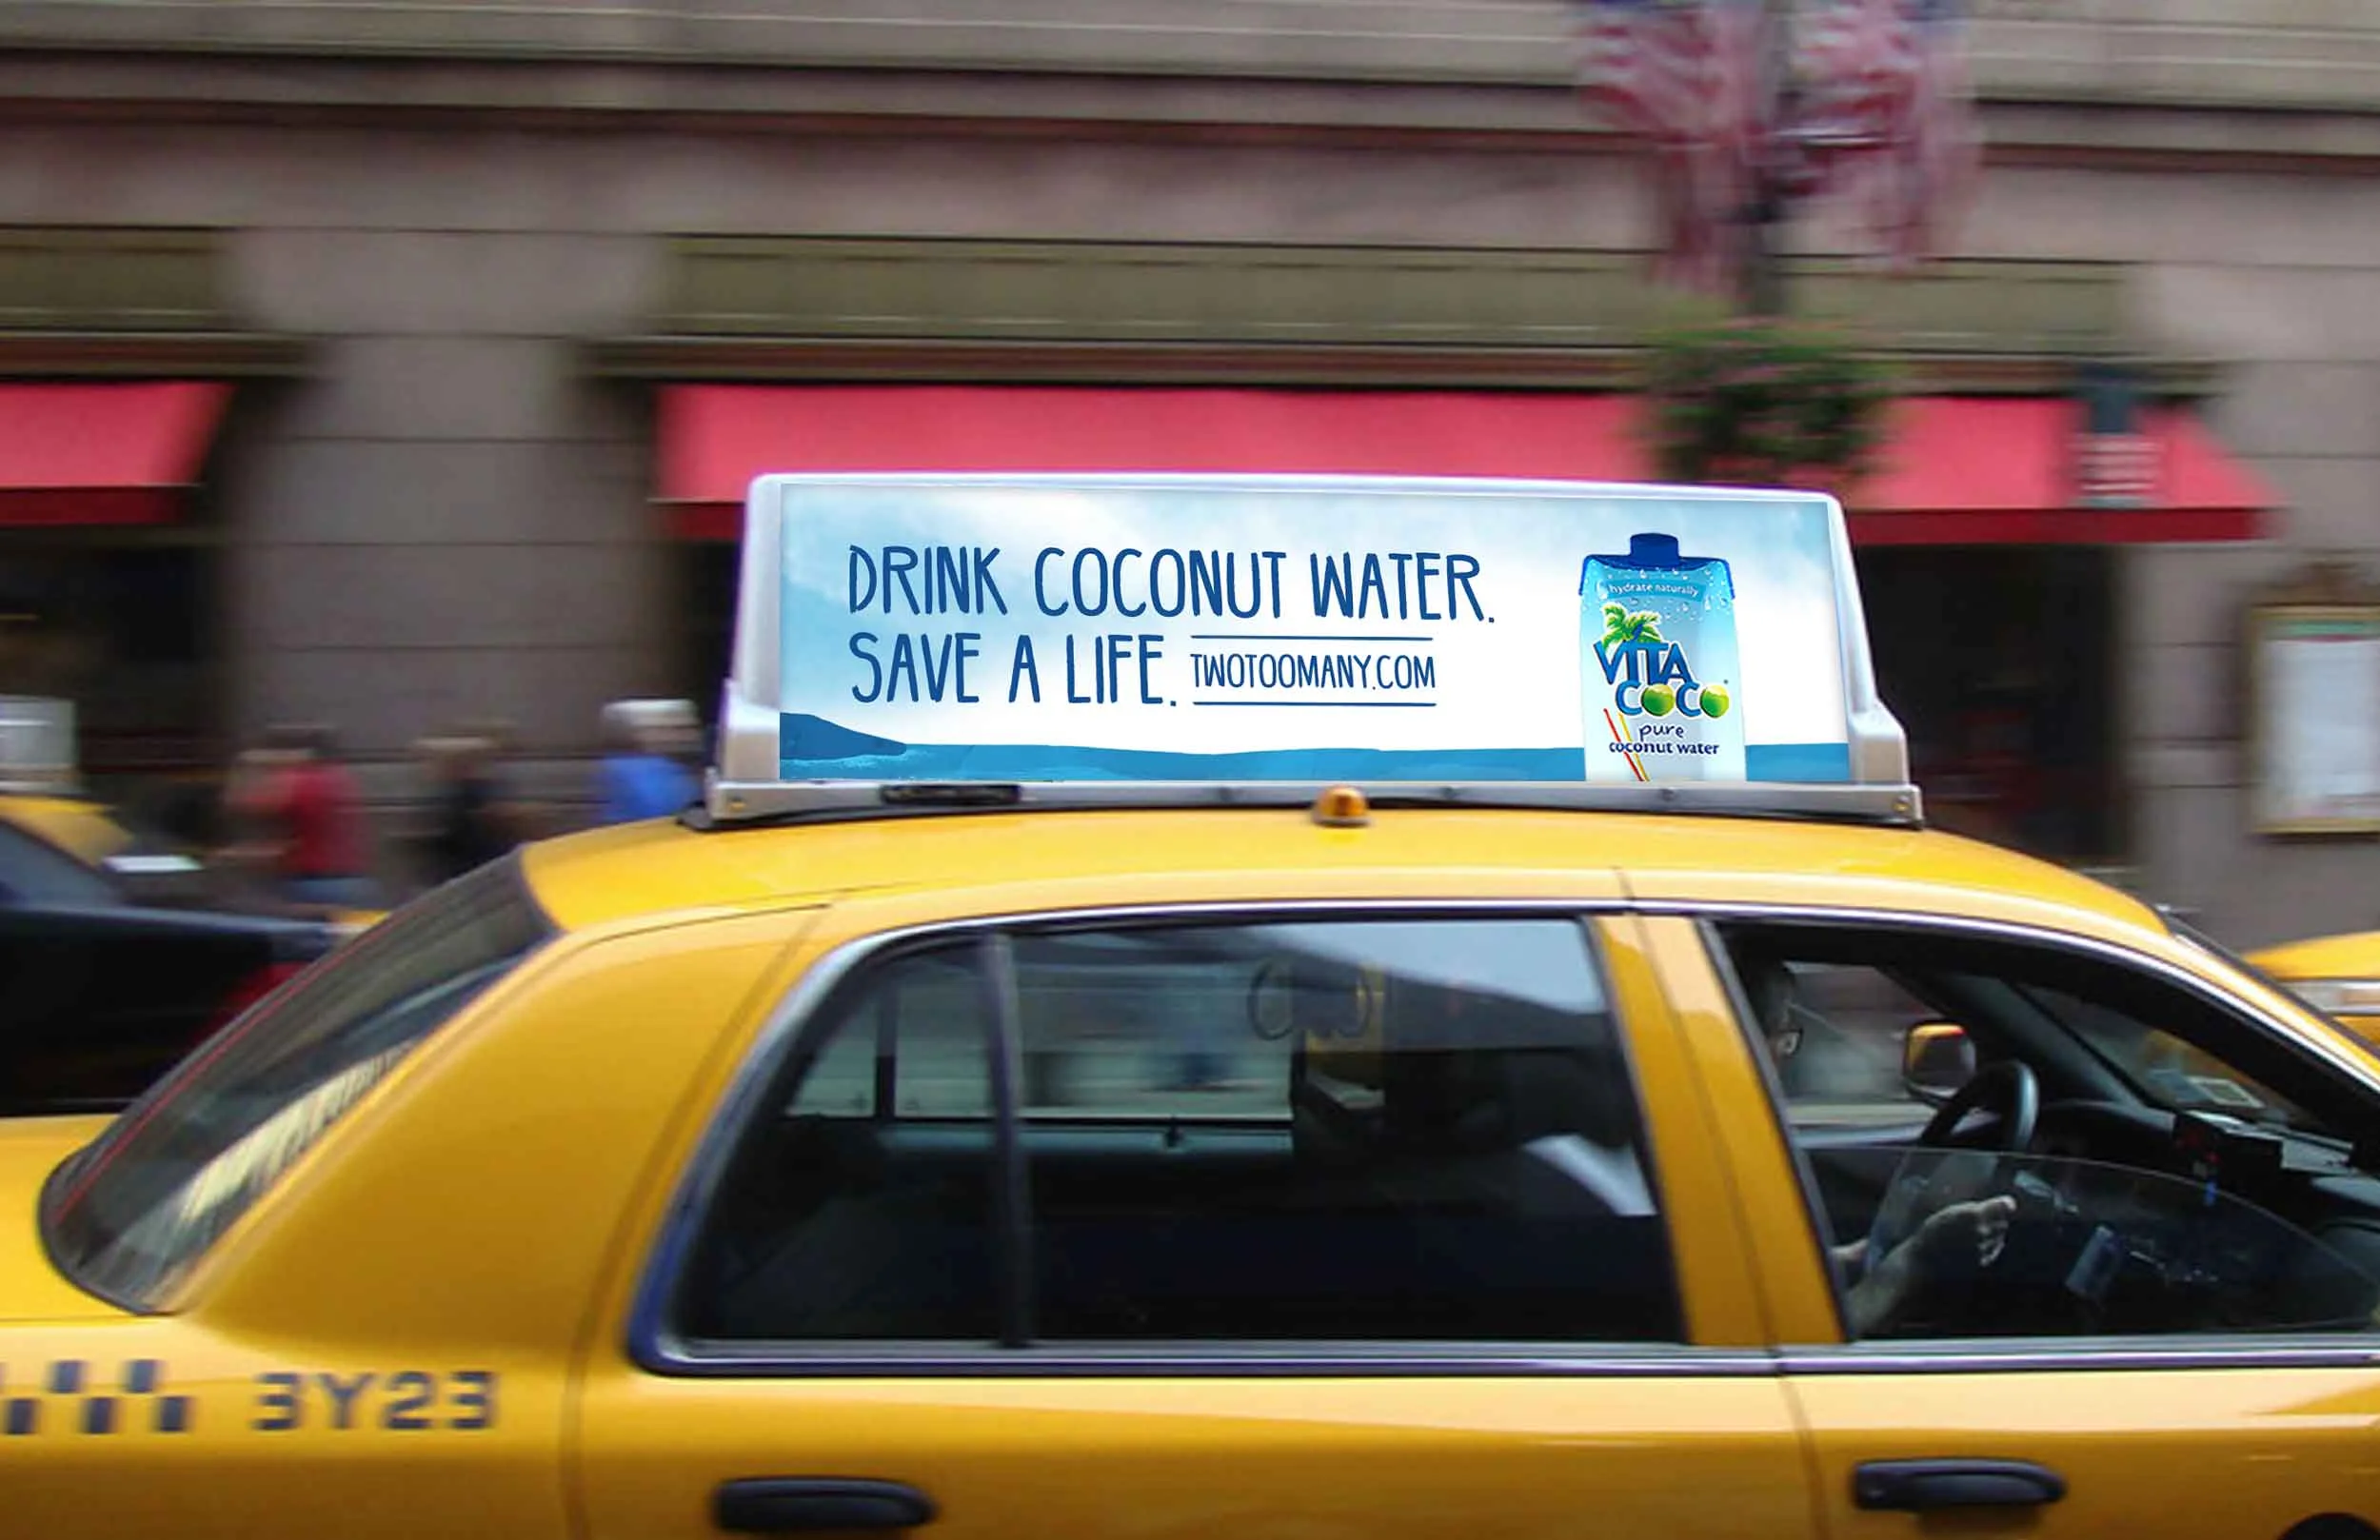 DRINK COCONUT WATER.
SAVE A LIFE. TWOTOOMANY.COM
hydrate naturally
VITA
COCO
pure
coconut water
3Y23